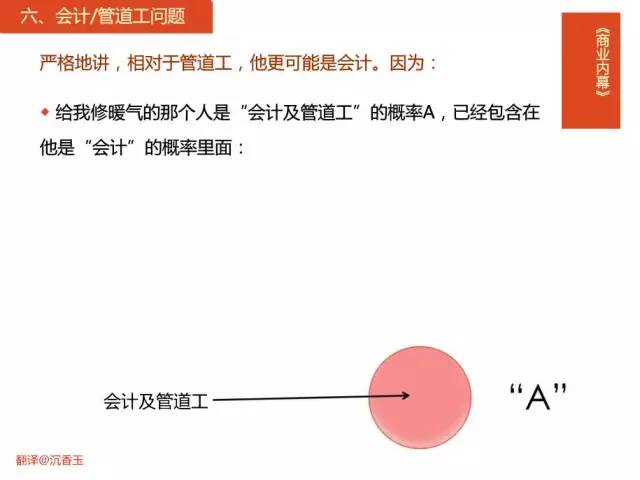 六、会计/管道工问题
《商业内幕》
严格地讲，相对于管道工，他更可能是会计。因为：
给我修暖气的那个人是“会计及管道工”的概率A，已经包含在
他是“会计”的概率里面：
会计及管道工
“A”
翻译@沉香玉